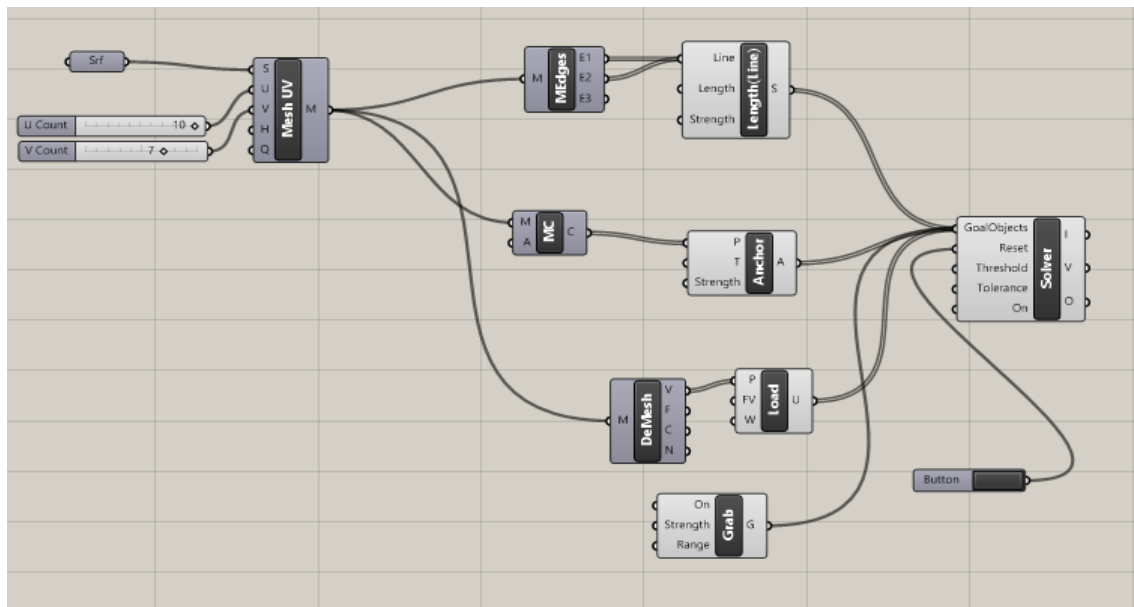 Srf
U Count
10
V Count
7
S
U
V
H
Q
Mesh UV
M
M
MEdges
E1
E2
E3
Line
Length
Strength
Length(Line)
S
M
A
MC
C
P
T
Strength
Anchor
A
GoalObjects
Reset
Threshold
Tolerance
On
Solver
I
V
O
M
DeMesh
V
F
C
N
P
FV
W
Load
U
Button
On
Strength
Range
Grab
G